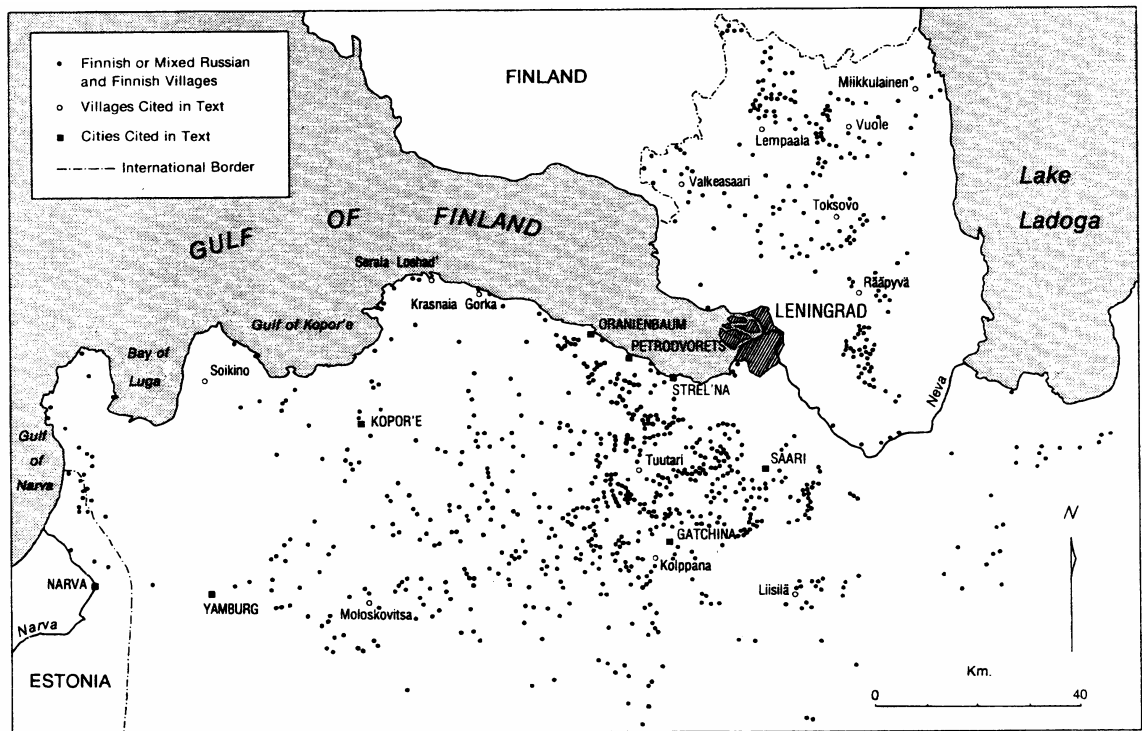 Finnish or Mixed Russian
and Finnish Villages
Villages Cited in Text
Cities Cited in Text
International Border
FINLAND
Miikkulainen
Vuole
Lempaala
Valkeasaari
Toksovo
Lake
Ladoga
GULF OF FINLAND
Saraia Loshad'
Krasnaia Gorka
Rääpyvä
LENINGRAD
Gulf of Kopor'e
ORANIENBAUM
PETRODVORETS
Bay of
Luga
Soikino
STREL'NA
Neva
KOPOR'E
Gulf
of
Narva
Tuutari
SAARI
N
GATCHINA
Kolppana
NARVA
YAMBURG
Moloskovitsa
Liisilä
Narva
ESTONIA
Km.
0 40